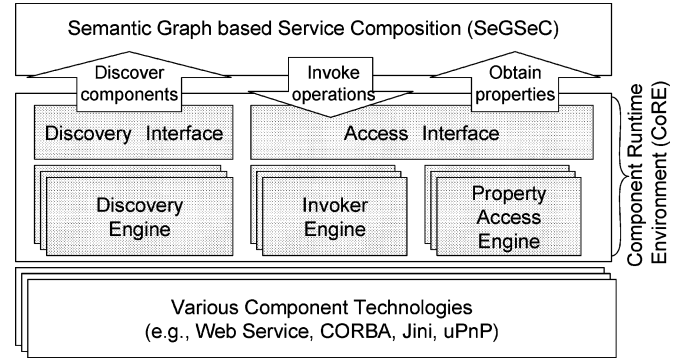 Semantic Graph based Service Composition (SeGSeC)
Discover
components
Invoke
operations
Obtain
properties
Discovery Interface
Access Interface
Discovery
Engine
Invoker
Engine
Property
Access
Engine
Component Runtime
Environment (CoRE)
Various Component Technologies
(e.g., Web Service, CORBA, Jini, uPnP)